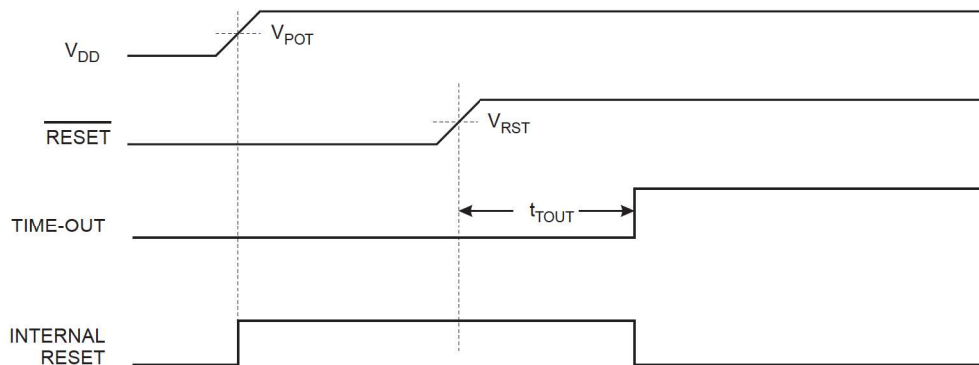 VPOT
VDD
RESET
VRST
tTOUT
TIME-OUT
INTERNAL
RESET